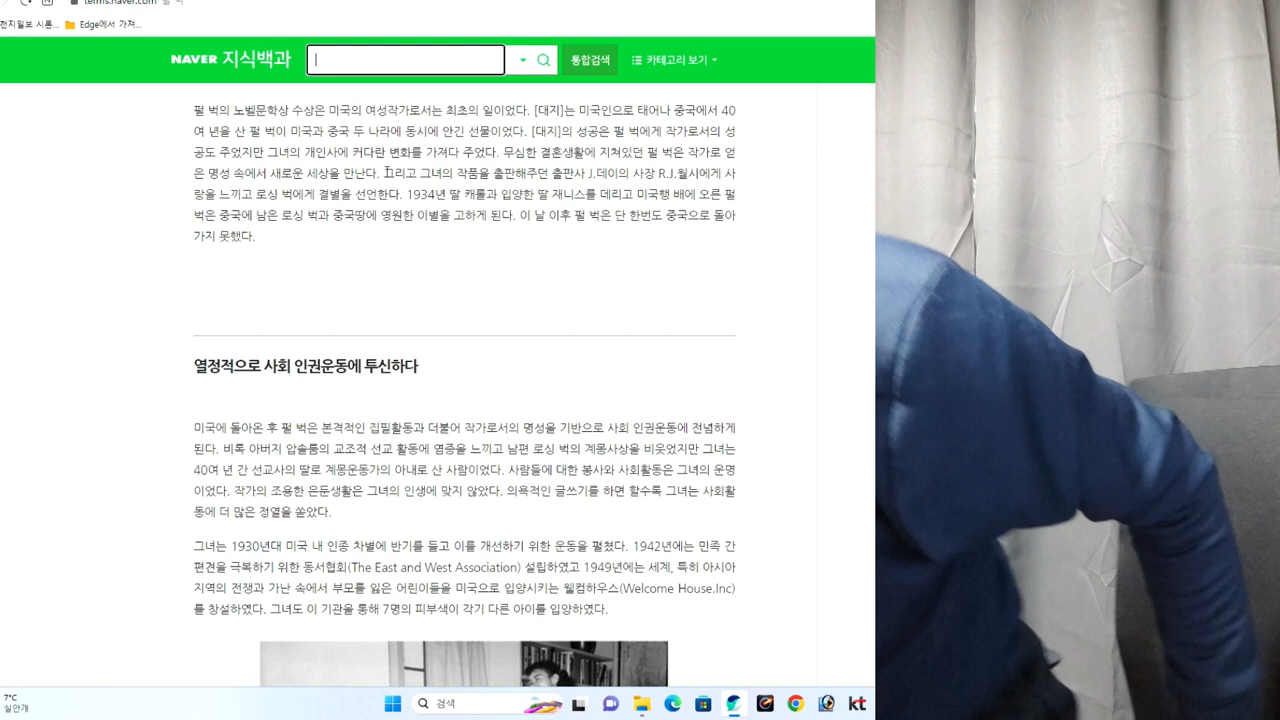 terms.naver.com
전지일보 시론...
Edge에서 가져...
NAVER 지식백과
통합검색
카테고리 보기
펄 벅의 노벨문학상 수상은 미국의 여성작가로서는 최초의 일이었다. [대지]는 미국인으로 태어나 중국에서 40
여 년을 산 펄 벅이 미국과 중국 두 나라에 동시에 안긴 선물이었다. [대지]의 성공은 펄 벅에게 작가로서의 성
공도 주었지만 그녀의 개인사에 커다란 변화를 가져다 주었다. 무심한 결혼생활에 지쳐있던 펄 벅은 작가로 얻
은 명성 속에서 새로운 세상을 만난다. 그리고 그녀의 작품을 출판해주던 출판사 J.데이의 사장 R.J.월시에게 사
랑을 느끼고 로싱 벅에게 결별을 선언한다. 1934년 딸 캐롤과 입양한 딸 재니스를 데리고 미국행 배에 오른 펄
벅은 중국에 남은 로싱 벅과 중국땅에 영원한 이별을 고하게 된다. 이 날 이후 펄 벅은 단 한번도 중국으로 돌아
가지 못했다.
열정적으로 사회 인권운동에 투신하다
미국에 돌아온 후 펄 벅은 본격적인 집필활동과 더불어 작가로서의 명성을 기반으로 사회 인권운동에 전념하게
된다. 비록 아버지 압솔룸의 교조적 선교 활동에 염증을 느끼고 남편 로싱 벅의 계몽사상을 비웃었지만 그녀는
40여 년 간 선교사의 딸로 계몽운동가의 아내로 산 사람이었다. 사람들에 대한 봉사와 사회활동은 그녀의 운명
이었다. 작가의 조용한 은둔생활은 그녀의 인생에 맞지 않았다. 의욕적인 글쓰기를 하면 할수록 그녀는 사회활
동에 더 많은 정열을 쏟았다.
그녀는 1930년대 미국 내 인종 차별에 반기를 들고 이를 개선하기 위한 운동을 펼쳤다. 1942년에는 민족 간
편견을 극복하기 위한 동서협회(The East and West Association) 설립하였고 1949년에는 세계, 특히 아시아
지역의 전쟁과 가난 속에서 부모를 잃은 어린이들을 미국으로 입양시키는 웰컴하우스(Welcome House.Inc)
를 창설하였다. 그녀도 이 기관을 통해 7명의 피부색이 각기 다른 아이를 입양하였다.
7°C
실안개
검색
kt